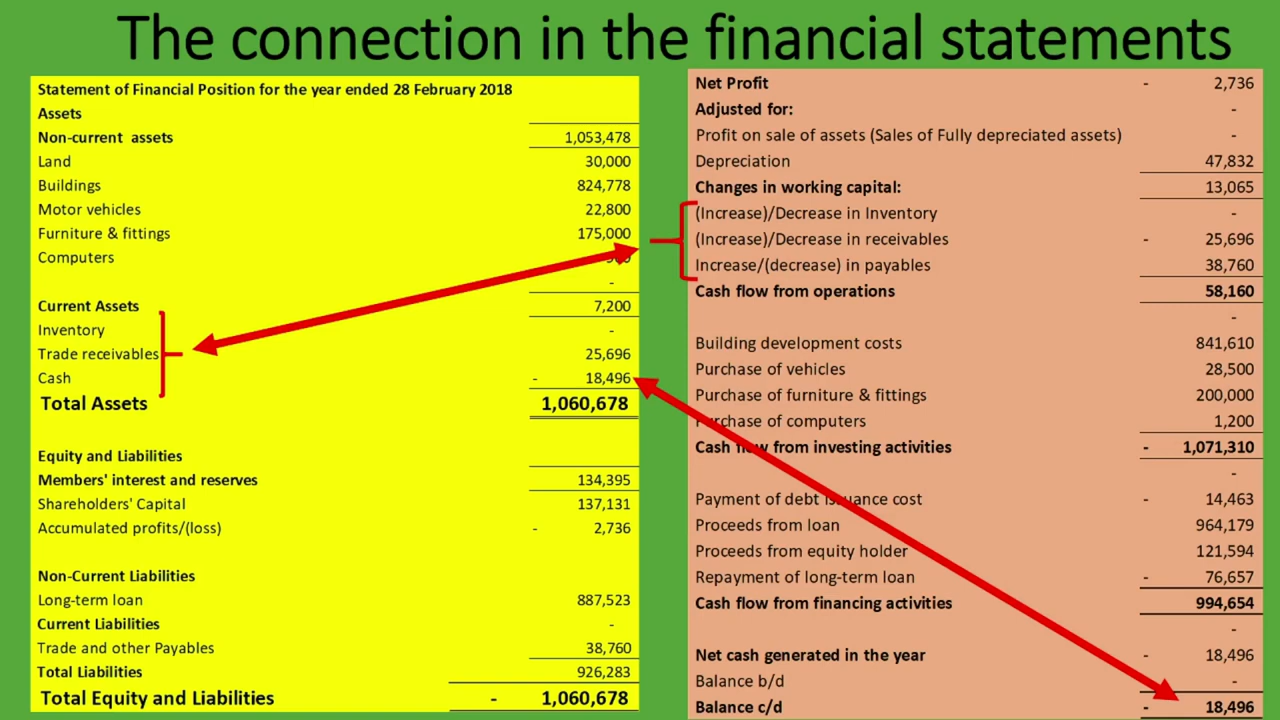 The connection in the financial statements
Statement of Financial Position for the year ended 28 February 2018
Assets
Non-current assets 1,053,478
Land 30,000
Buildings 824,778
Motor vehicles 22,800
Furniture & fittings 175,000
Computers
-
Current Assets 7,200
Inventory -
Trade receivables 25,696
Cash - 18,496
Total Assets 1,060,678
Equity and Liabilities
Members' interest and reserves 134,395
Shareholders' Capital 137,131
Accumulated profits/(loss) - 2,736
Non-Current Liabilities
Long-term loan 887,523
Current Liabilities -
Trade and other Payables 38,760
Total Liabilities 926,283
Total Equity and Liabilities - 1,060,678
Net Profit - 2,736
Adjusted for: -
Profit on sale of assets (Sales of Fully depreciated assets) -
Depreciation 47,832
Changes in working capital: 13,065
(Increase)/Decrease in Inventory -
(Increase)/Decrease in receivables - 25,696
Increase/(decrease) in payables 38,760
Cash flow from operations 58,160
-
Building development costs 841,610
Purchase of vehicles 28,500
Purchase of furniture & fittings 200,000
Purchase of computers 1,200
Cash flow from investing activities - 1,071,310
-
Payment of debt issuance cost - 14,463
Proceeds from loan 964,179
Proceeds from equity holder 121,594
Repayment of long-term loan - 76,657
Cash flow from financing activities 994,654
-
Net cash generated in the year - 18,496
Balance b/d -
Balance c/d - 18,496